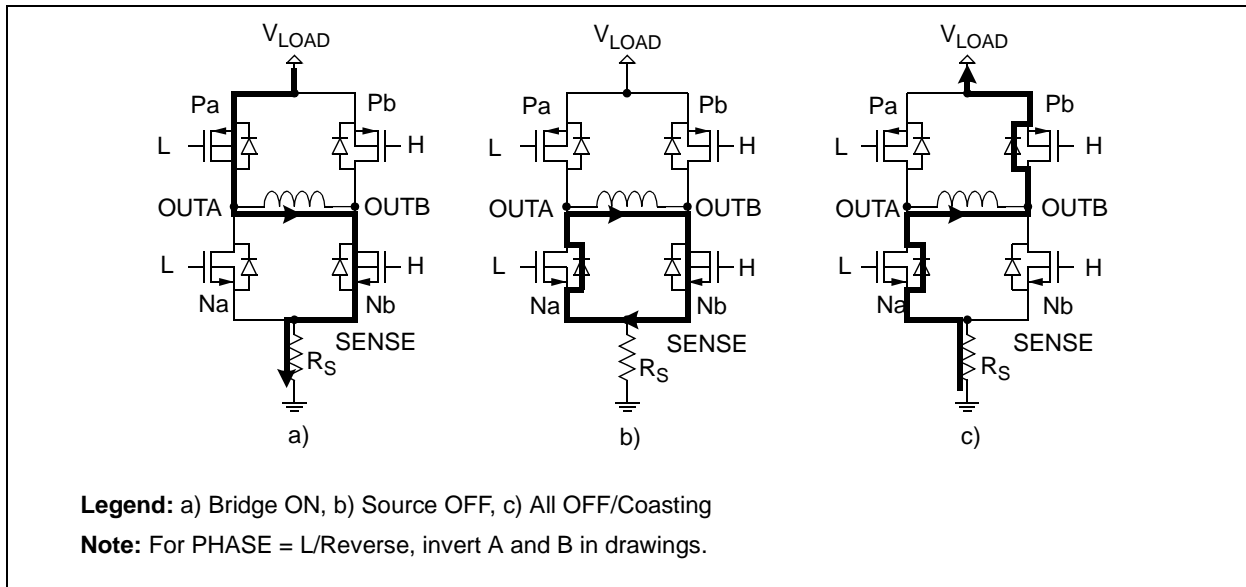 VLOAD VLOAD VLOAD
Pa Pb Pa Pb Pa Pb
L H L H L H
OUTA OUTB OUTA OUTB OUTA OUTB
L H L H L H
Na Nb Na Nb Na Nb
SENSE SENSE SENSE
RS RS RS
a) b) c)
Legend: a) Bridge ON, b) Source OFF, c) All OFF/Coasting
Note: For PHASE = L/Reverse, invert A and B in drawings.